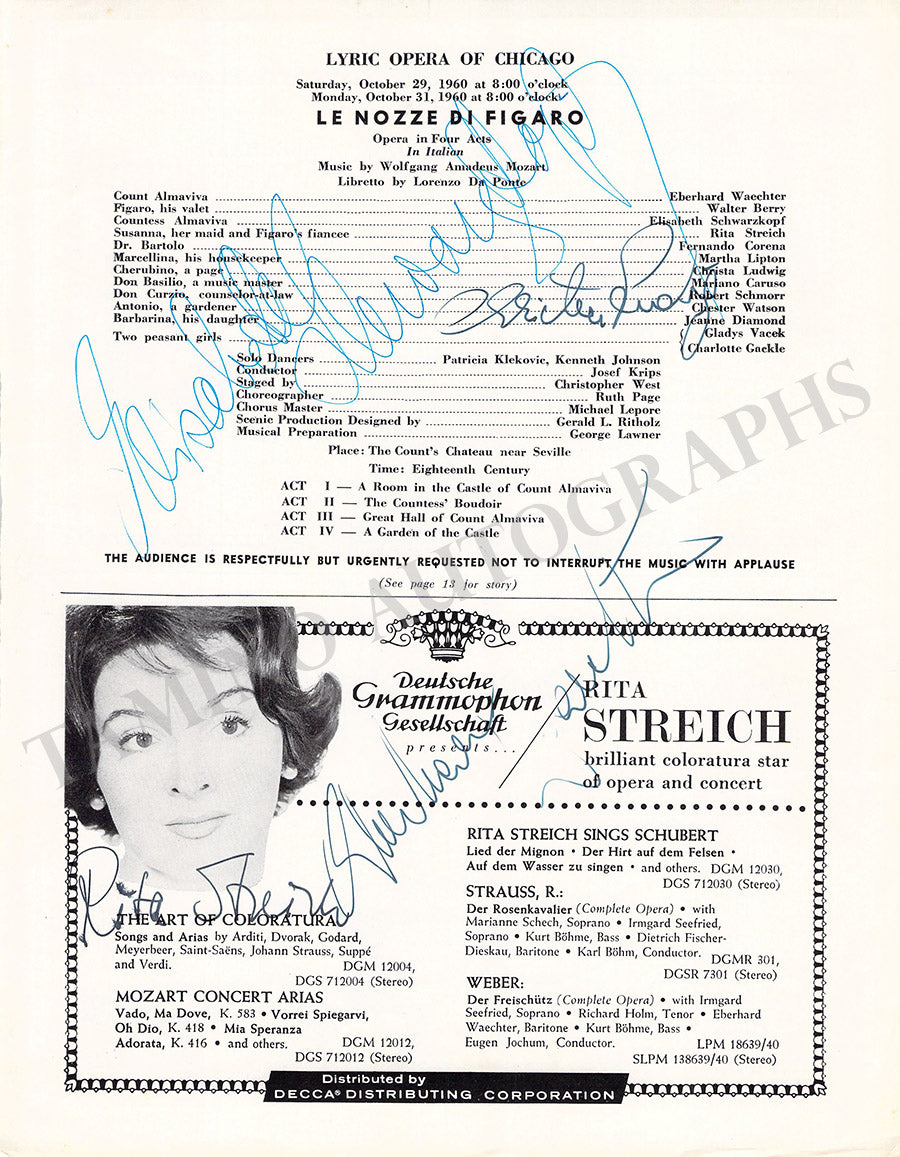 LYRIC OPERA OF CHICAGO
Saturday, October 29, 1960 at 8:00 o'clock
Monday, October 31, 1960 at 8:00 o'clock
LE NOZZE DI FIGARO
Opera in Four Acts
In Italian
Music by Wolfgang Amadeus Mozart
Libretto by Lorenzo Da Ponte
Count Almaviva Eberhard Waechter
Figaro, his valet Walter Berry
Countess Almaviva Elisabeth Schwarzkopf
Susanna, her maid and Figaro's fiancee Rita Streich
Dr. Bartolo Fernando Corena
Marcellina, his housekeeper Martha Lipton
Cherubino, a page Christa Ludwig
Don Basilio, a music master Mariano Caruso
Don Curzio, counselor-at-law Robert Schmorr
Antonio, a gardener Chester Watson
Barbarina, his daughter Jeanne Diamond
Two peasant girls { Gladys Vacek
{ Charlotte Gackle
Solo Dancers Patricia Klekovic, Kenneth Johnson
Conductor Josef Krips
Staged by Christopher West
Choreographer Ruth Page
Chorus Master Michael Lepore
Scenic Production Designed by Gerald L. Ritholz
Musical Preparation George Lawner
Place: The Count's Chateau near Seville
Time: Eighteenth Century
ACT I — A Room in the Castle of Count Almaviva
ACT II — The Countess' Boudoir
ACT III — Great Hall of Count Almaviva
ACT IV — A Garden of the Castle
THE AUDIENCE IS RESPECTFULLY BUT URGENTLY REQUESTED NOT TO INTERRUPT THE MUSIC WITH APPLAUSE
(See page 13 for story)
Elisabeth Schwarzkopf
Christa Ludwig
TAMINO AUTOGRAPHS
Deutsche
Grammophon
Gesellschaft
presents...
RITA
STREICH
brilliant coloratura star
of opera and concert
Rita Streich
THE ART OF COLORATURA
Songs and Arias by Arditi, Dvorak, Godard,
Meyerbeer, Saint-Saëns, Johann Strauss, Suppé
and Verdi. DGM 12004,
DGS 712004 (Stereo)
MOZART CONCERT ARIAS
Vado, Ma Dove, K. 583 • Vorrei Spiegarvi,
Oh Dio, K. 418 • Mia Speranza
Adorata, K. 416 • and others. DGM 12012,
DGS 712012 (Stereo)
RITA STREICH SINGS SCHUBERT
Lied der Mignon • Der Hirt auf dem Felsen •
Auf dem Wasser zu singen • and others. DGM 12030,
DGS 712030 (Stereo)
STRAUSS, R.:
Der Rosenkavalier (Complete Opera) • with
Marianne Schech, Soprano • Irmgard Seefried,
Soprano • Kurt Böhme, Bass • Dietrich Fischer-
Dieskau, Baritone • Karl Böhm, Conductor. DGMR 301,
DGSR 7301 (Stereo)
WEBER:
Der Freischütz (Complete Opera) • with Irmgard
Seefried, Soprano • Richard Holm, Tenor • Eberhard
Waechter, Baritone • Kurt Böhme, Bass •
Eugen Jochum, Conductor. LPM 18639/40
SLPM 138639/40 (Stereo)
Distributed by
DECCA® DISTRIBUTING CORPORATION